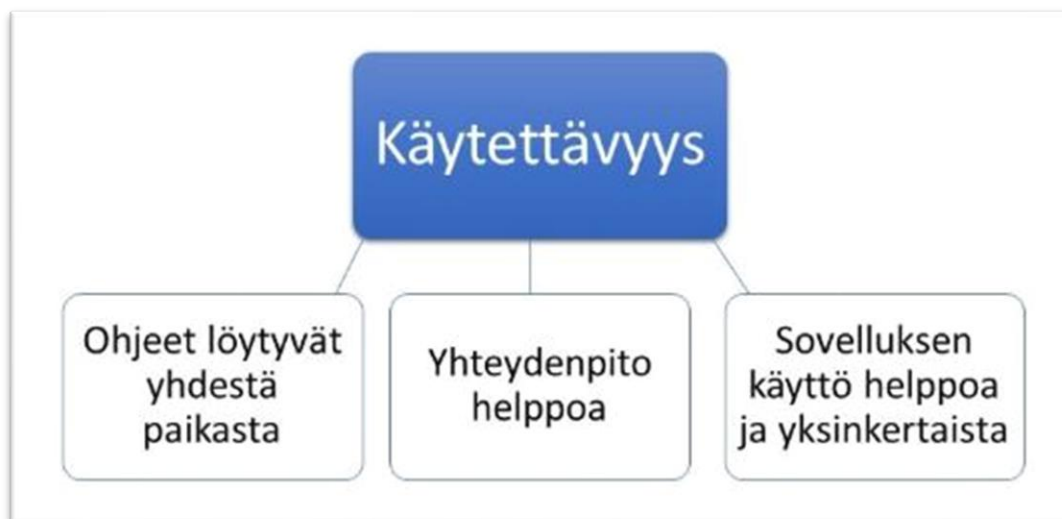 Käytettävyys
Ohjeet löytyvät
yhdestä
paikasta
Yhteydenpito
helppoa
Sovelluksen
käyttö helppoa
ja yksinkertaista